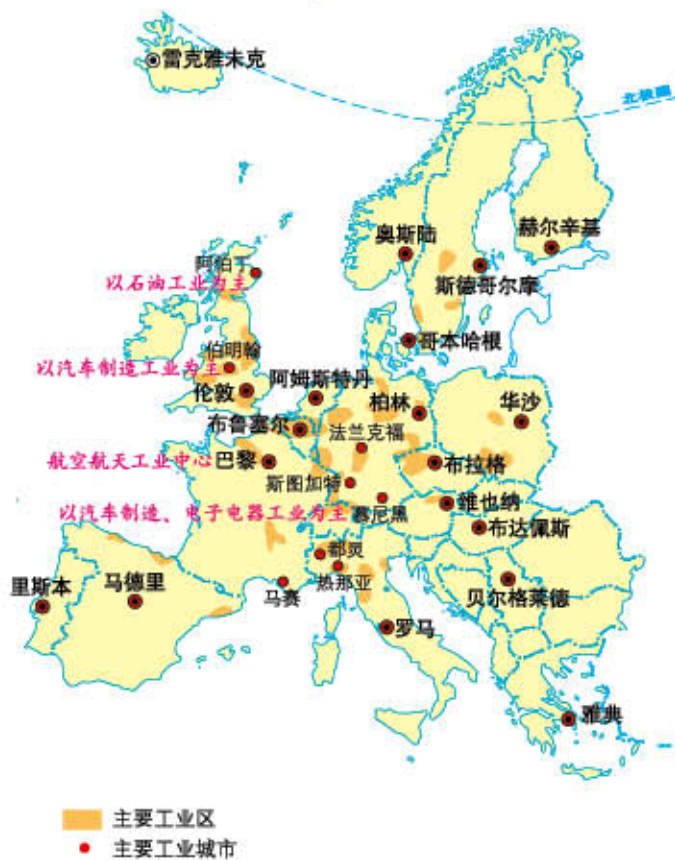 雷克雅未克
北极圈
奥斯陆
赫尔辛基
阿伯丁
斯德哥尔摩
以石油工业为主
哥本哈根
伯明翰
以汽车制造工业为主
阿姆斯特丹
伦敦
柏林
华沙
布鲁塞尔
法兰克福
航空航天工业中心
巴黎
布拉格
斯图加特
维也纳
以汽车制造、电子电器工业为主
慕尼黑
布达佩斯
都灵
热那亚
里斯本
马德里
马赛
贝尔格莱德
罗马
雅典
主要工业区
主要工业城市